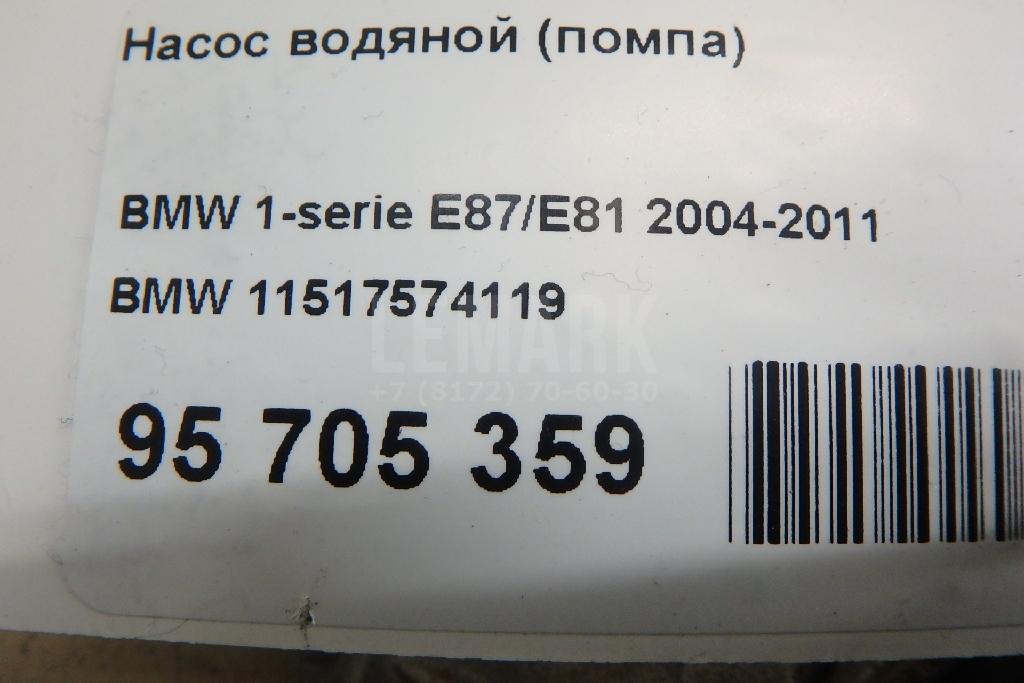 Насос водяной (помпа)
BMW 1-serie E87/E81 2004-2011
BMW 11517574119
LEMARK
+7 (8172) 70-60-30
95 705 359